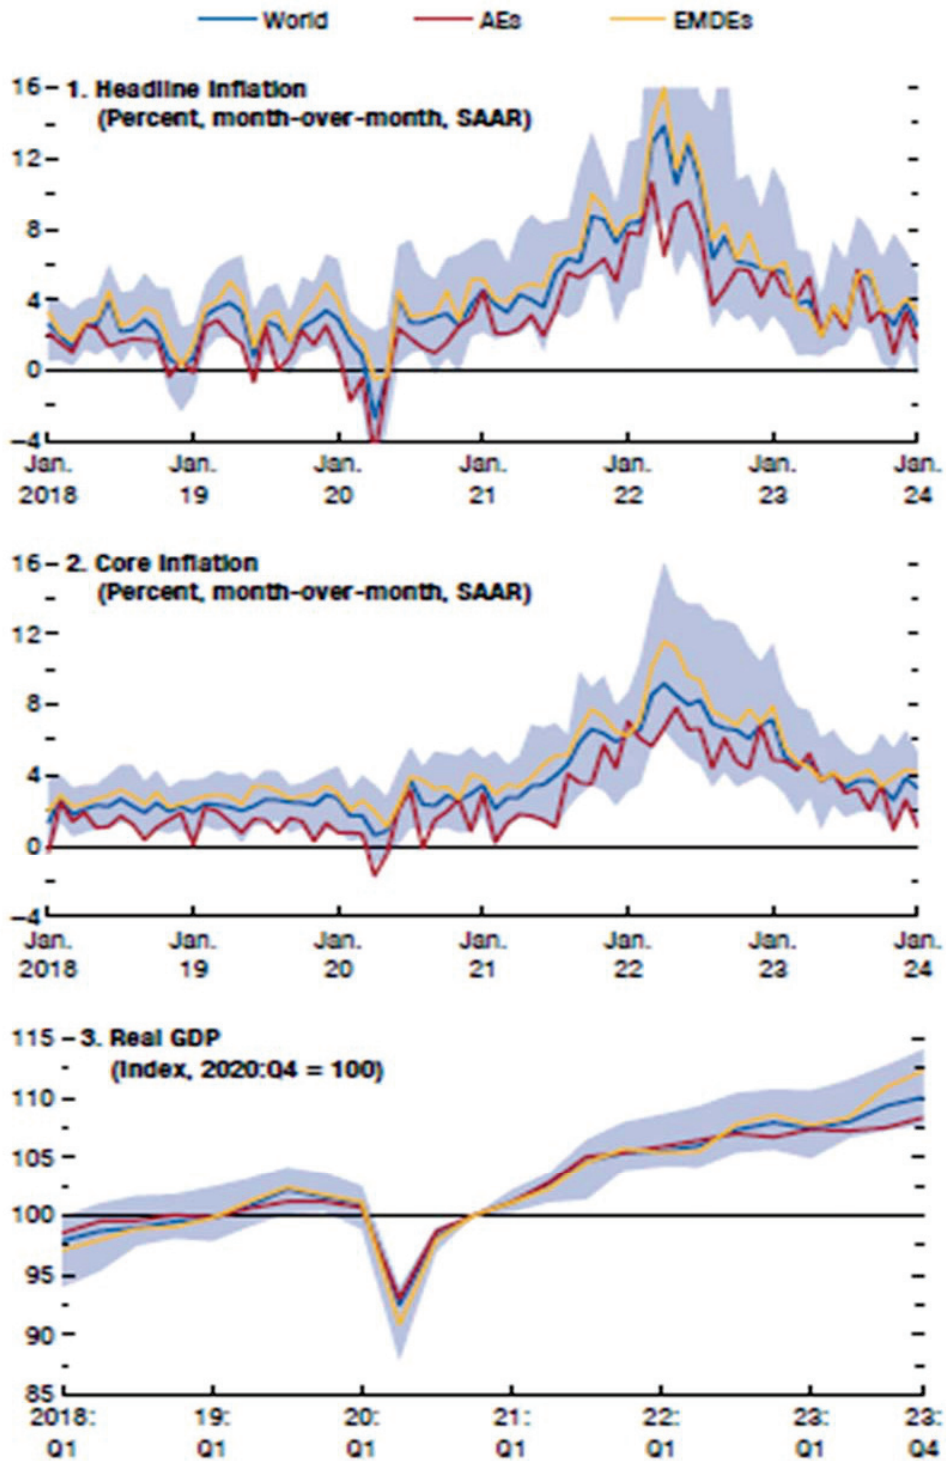 World AEs EMDEs
16 1. Headline Inflation
(Percent, month-over-month, SAAR)
12
8
4
0
–4
Jan. Jan. Jan. Jan. Jan. Jan. Jan.
2018 19 20 21 22 23 24
16 2. Core Inflation
(Percent, month-over-month, SAAR)
12
8
4
0
–4
Jan. Jan. Jan. Jan. Jan. Jan. Jan.
2018 19 20 21 22 23 24
115 3. Real GDP
(Index, 2020:Q4 = 100)
110
105
100
95
90
85
2018: 19: 20: 21: 22: 23: 23:
Q1 Q1 Q1 Q1 Q1 Q1 Q4